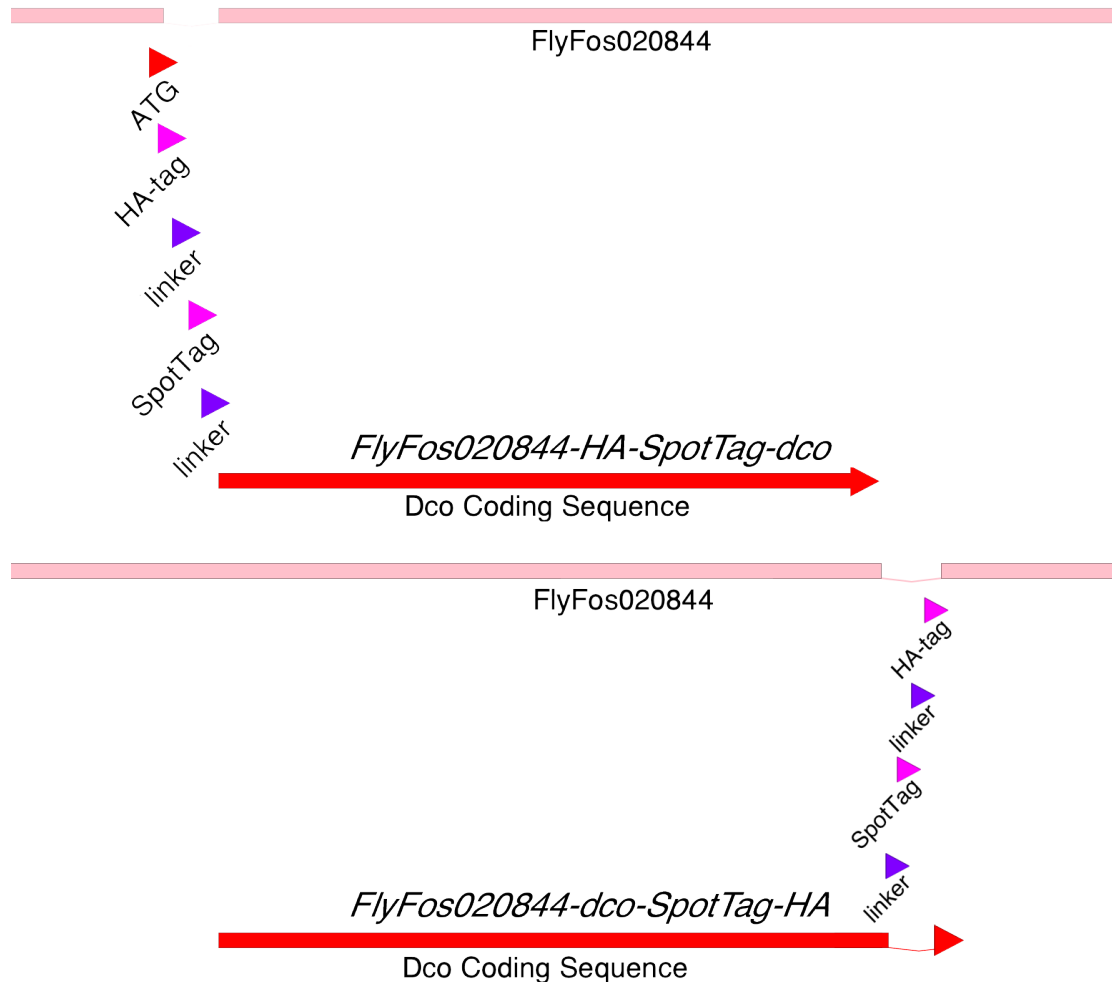 FlyFos020844
ATG
HA-tag
linker
SpotTag
linker
FlyFos020844-HA-SpotTag-dco
Dco Coding Sequence
FlyFos020844
HA-tag
linker
SpotTag
linker
FlyFos020844-dco-SpotTag-HA
Dco Coding Sequence